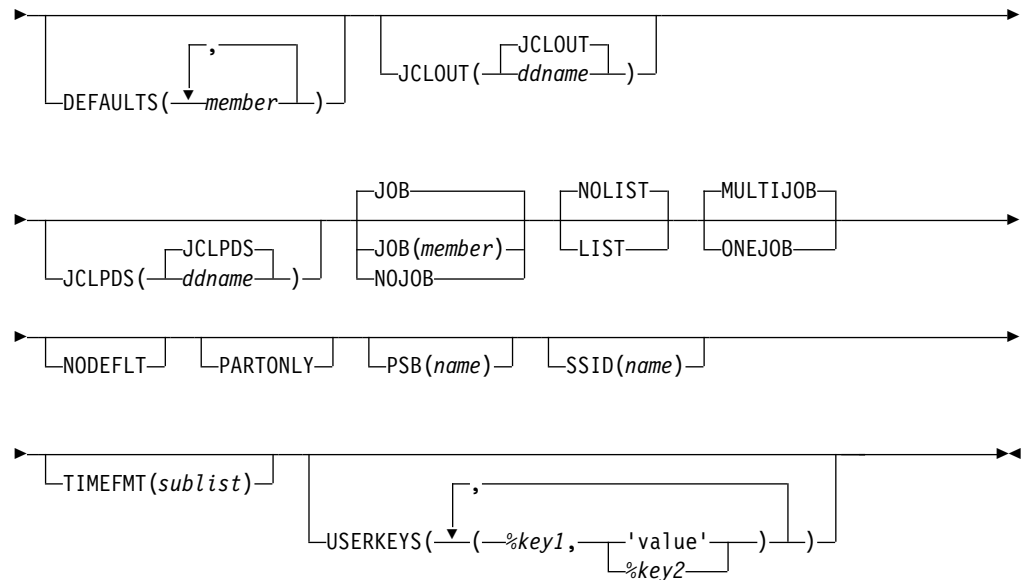 ,
JCLOUT
DEFAULTS( member )
JCLOUT( ddname )
JOB
NOLIST
MULTIJOB
JCLPDS
JOB(member)
LIST
ONEJOB
JCLPDS( ddname )
NOJOB
NODEFLT
PARTONLY
PSB(name)
SSID(name)
TIMEFMT(sublist)
,
USERKEYS( ( %key1, 'value' ) )
%key2